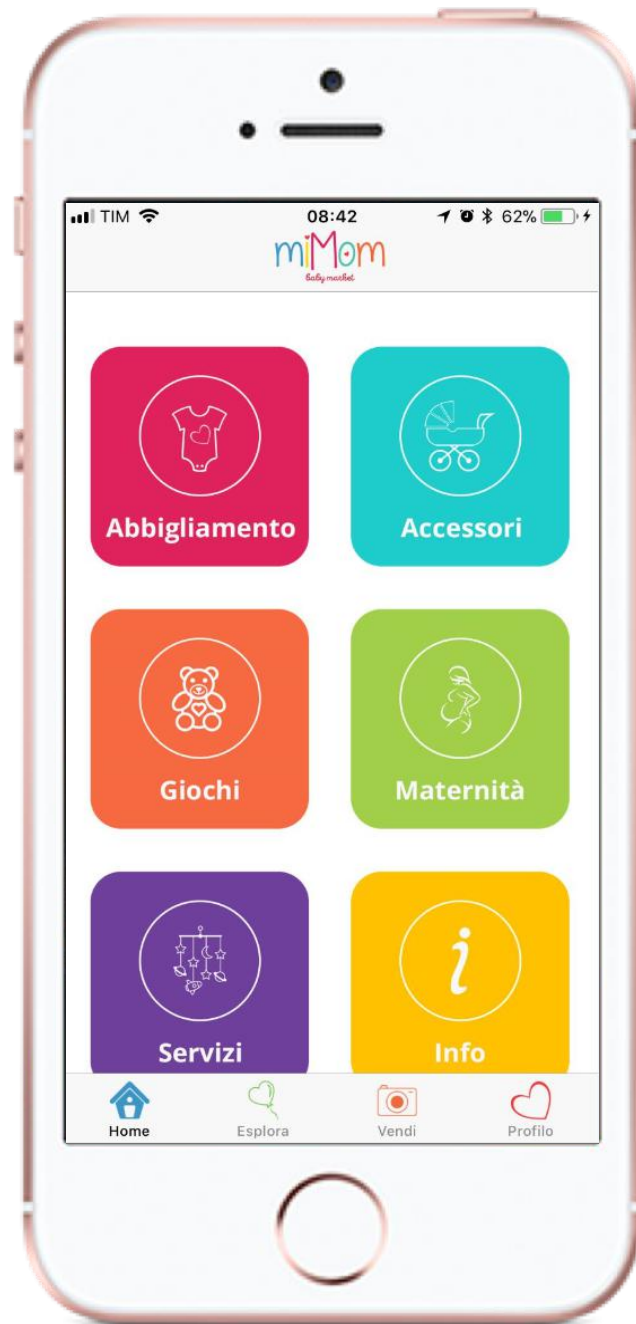 TIM 08:42 62%
miMom
baby market
Abbigliamento Accessori
Giochi Maternità
Servizi Info
Home Esplora Vendi Profilo